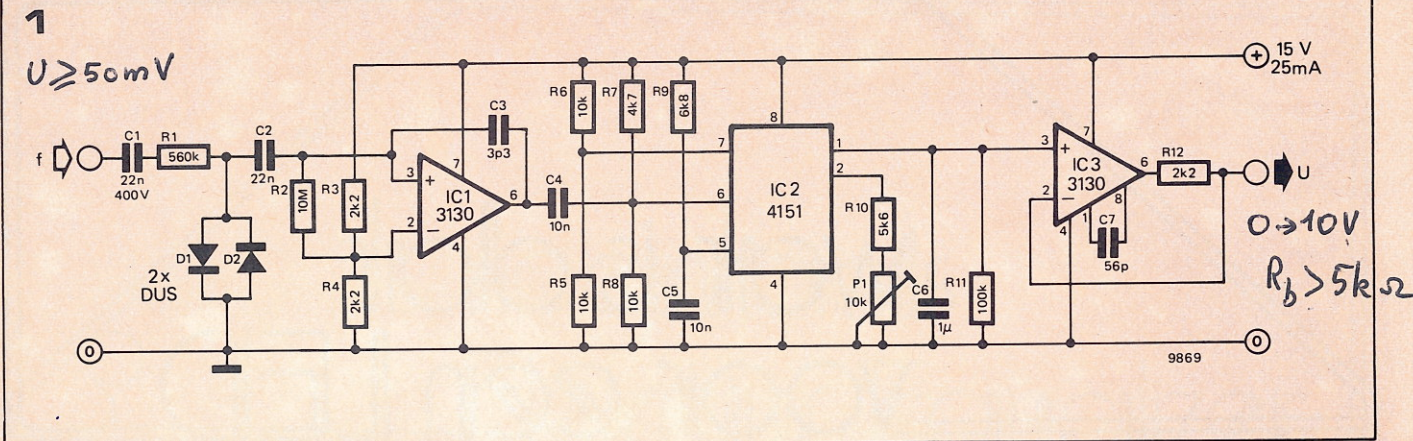 1
U ≥ 50mV
f
C1
22n
400V
R1
560k
C2
22n
R2
10M
R3
2k2
R4
2k2
D1
D2
2x
DUS
C3
3p3
3
+
2
−
7
IC1
3130
6
4
C4
10n
R6
10k
R7
4k7
R9
6k8
R5
10k
R8
10k
C5
10n
8
7
6
5
IC2
4151
1
2
4
R10
5k6
P1
10k
C6
1μ
R11
100k
3
+
2
−
7
IC3
3130
6
1
8
4
C7
56p
R12
2k2
+
15 V
25mA
U
0→10V
Rb > 5kΩ
0
0
9869